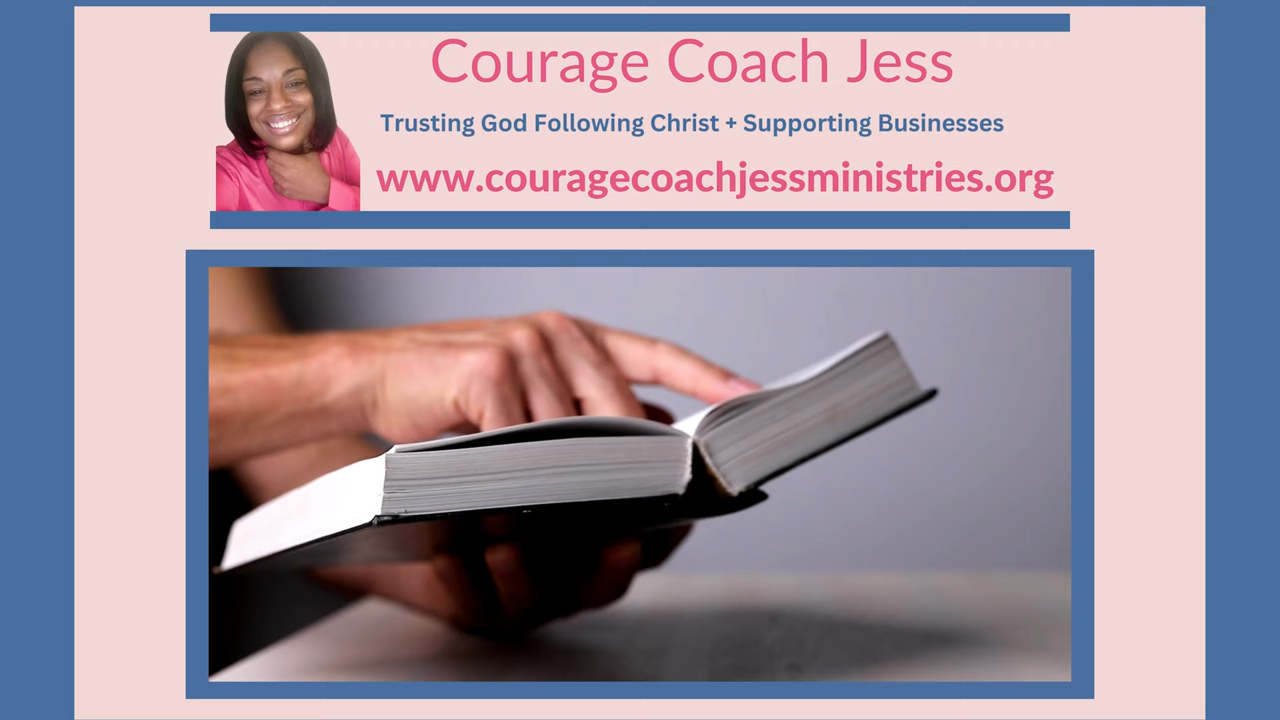 Courage Coach Jess
Trusting God Following Christ + Supporting Businesses
www.couragecoachjessministries.org